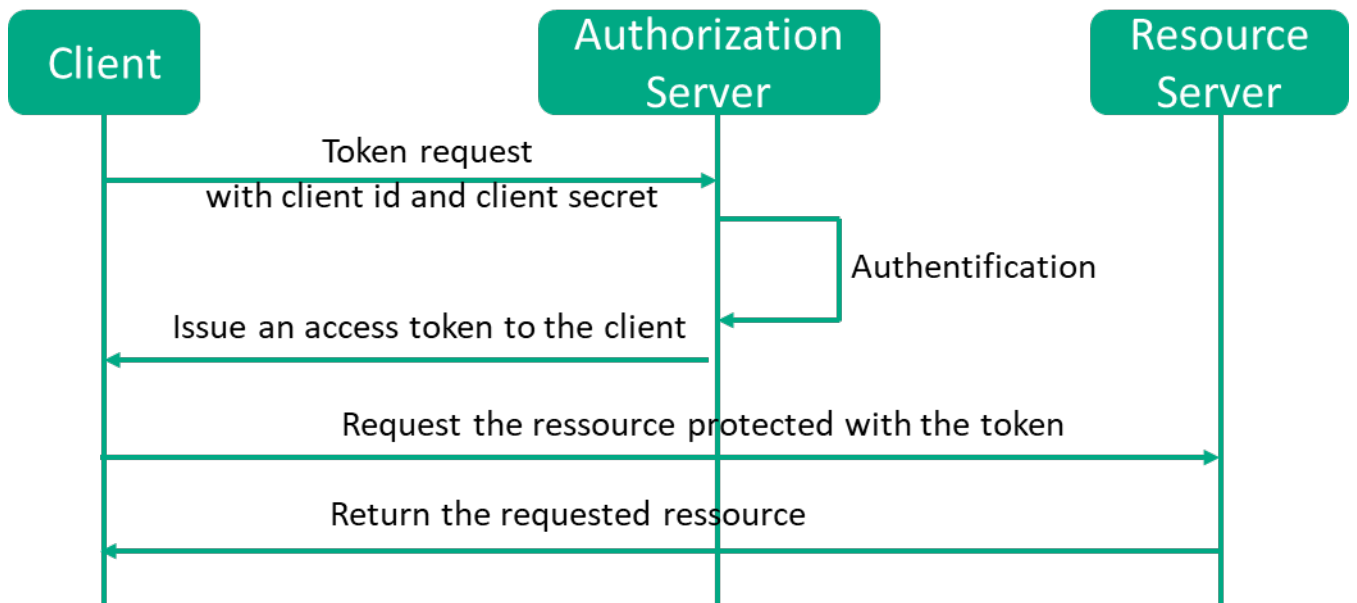 Client
Authorization
Server
Resource
Server
Token request
with client id and client secret
Authentification
Issue an access token to the client
Request the ressource protected with the token
Return the requested ressource